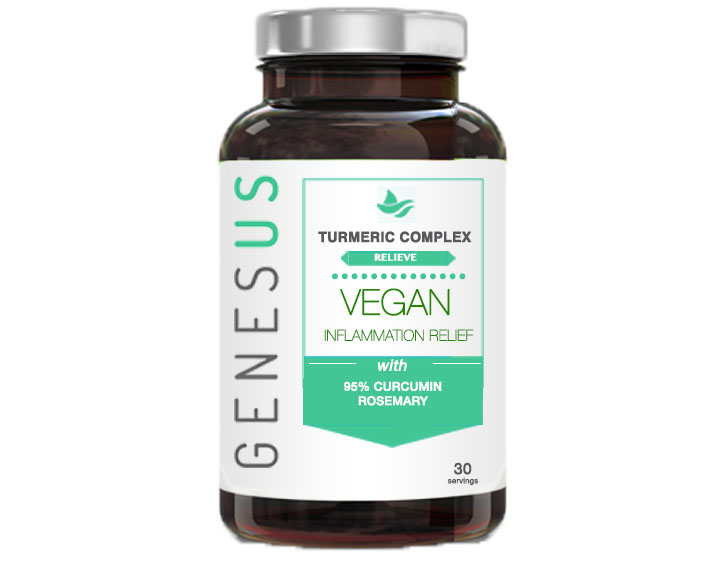 GENESUS
TURMERIC COMPLEX
RELIEVE
VEGAN
INFLAMMATION RELIEF
with
95% CURCUMIN
ROSEMARY
30
servings